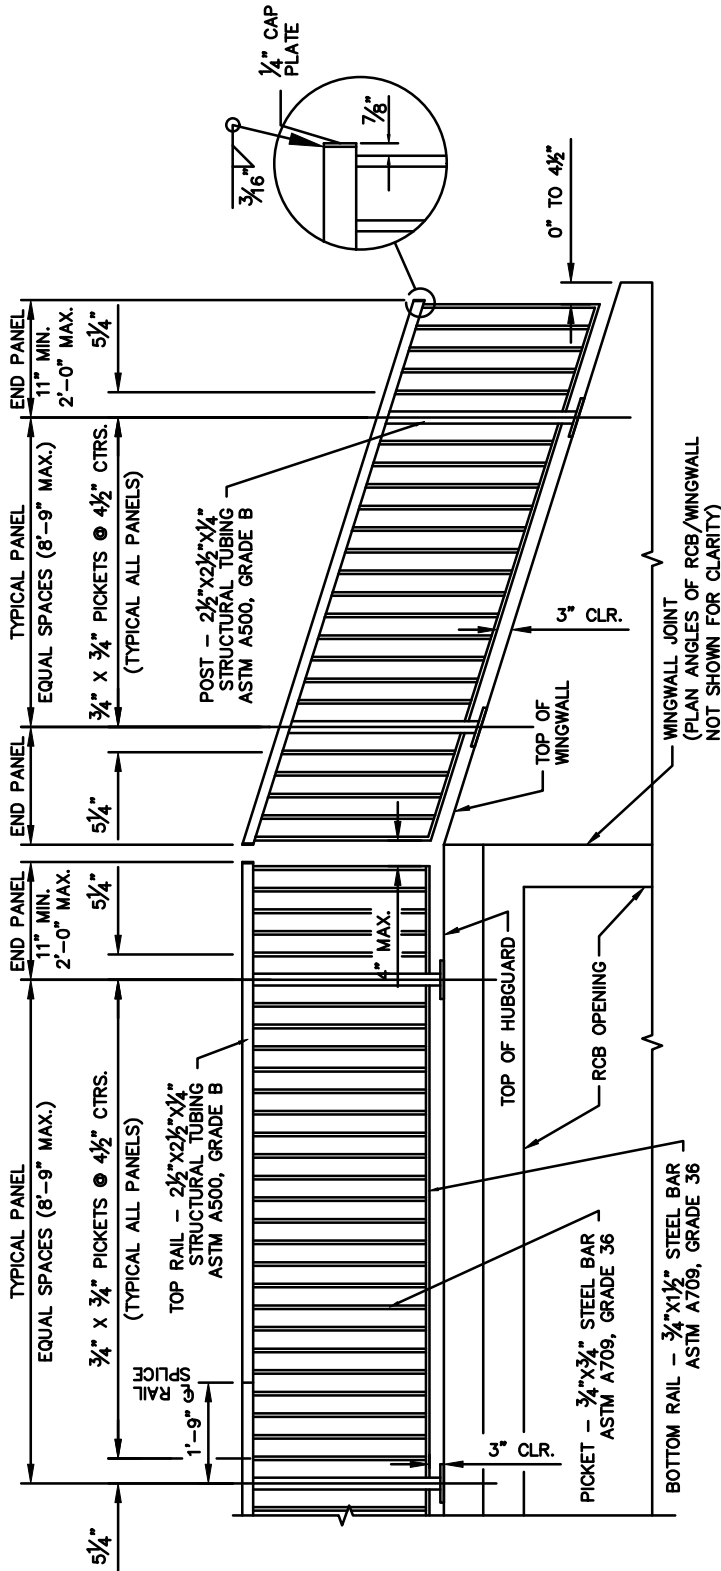 TYPICAL PANEL
EQUAL SPACES (8'-9" MAX.)
END PANEL
11" MIN.
2'-0" MAX.
END PANEL
TYPICAL PANEL
EQUAL SPACES (8'-9" MAX.)
END PANEL
11" MIN.
2'-0" MAX.
5¼"
¾" X ¾" PICKETS @ 4½" CTRS.
(TYPICAL ALL PANELS)
5¼"
5¼"
¾" X ¾" PICKETS @ 4½" CTRS.
(TYPICAL ALL PANELS)
5¼"
¼" CAP
PLATE
3/16"
7/8"
1'-9"
℄ RAIL
SPLICE
TOP RAIL - 2½"X2½"X¼"
STRUCTURAL TUBING
ASTM A500, GRADE B
POST - 2½"X2½"X¼"
STRUCTURAL TUBING
ASTM A500, GRADE B
4" MAX.
0" TO 4½"
3" CLR.
3" CLR.
TOP OF HUBGUARD
TOP OF
WINGWALL
RCB OPENING
PICKET - ¾"X¾" STEEL BAR
ASTM A709, GRADE 36
BOTTOM RAIL - ¾"X1½" STEEL BAR
ASTM A709, GRADE 36
WINGWALL JOINT
(PLAN ANGLES OF RCB/WINGWALL
NOT SHOWN FOR CLARITY)